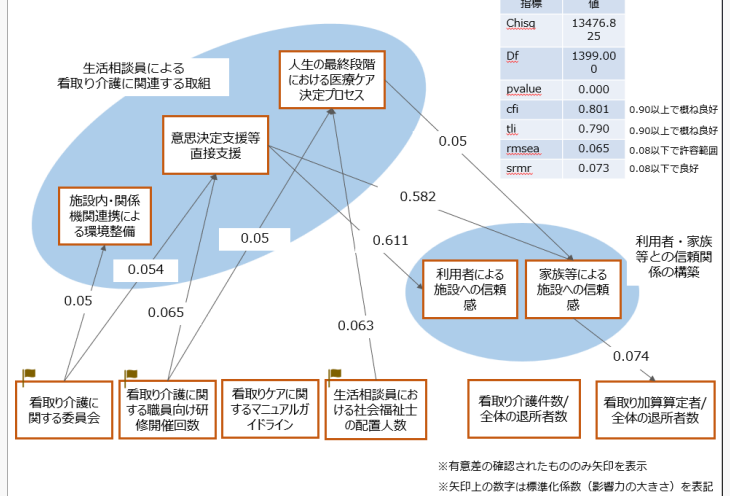 指標 値
Chisq 13476.8
25
Df 1399.00
0
pvalue 0.000
cfi 0.801 0.90以上で概ね良好
tli 0.790 0.90以上で概ね良好
rmsea 0.065 0.08以下で許容範囲
srmr 0.073 0.08以下で良好
生活相談員による
看取り介護に関連する取組
人生の最終段階
における医療ケア
決定プロセス
意思決定支援等
直接支援
施設内・関係
機関連携によ
る環境整備
0.05
0.582
0.05
0.611
0.054
0.05
0.065
0.063
利用者・家族
等との信頼関
係の構築
利用者による
施設への信頼
感
家族等による
施設への信頼
感
0.074
看取り介護に
関する委員会
看取り介護に関
する職員向け研
修開催回数
看取りケアに関
するマニュアルガ
イドライン
生活相談員にお
ける社会福祉士
の配置人数
看取り介護件数/
全体の退所者数
看取り加算算定者/
全体の退所者数
※有意差の確認されたもののみ矢印を表示
※矢印上の数字は標準化係数（影響力の大きさ）を表記